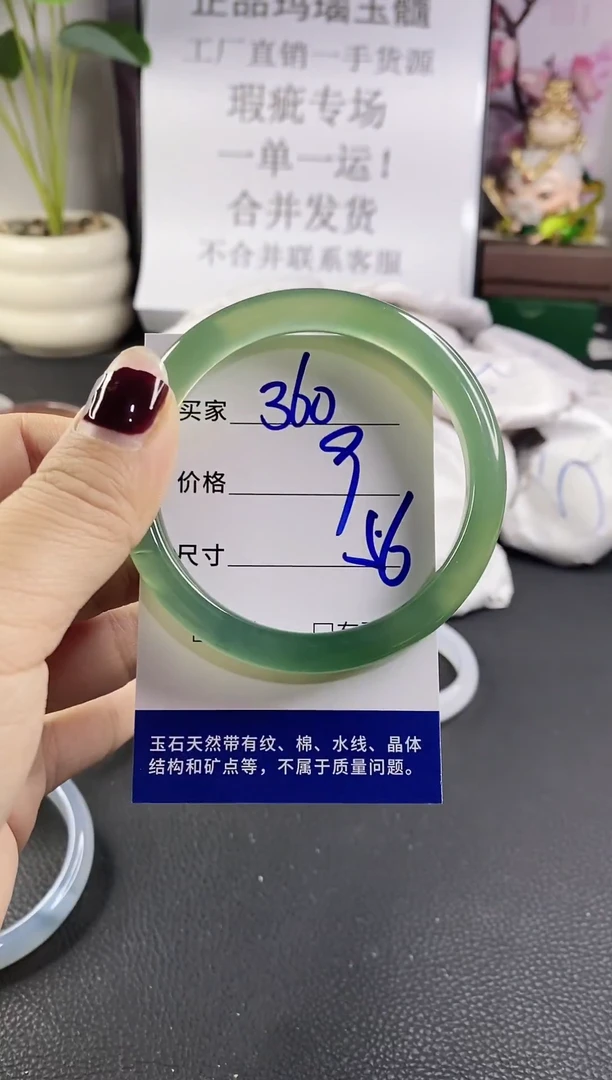 正品玛瑙玉髓
工厂直销一手货源
瑕疵专场
一单一运！
合并发货
不合并联系客服
买家 360
价格 9
尺寸 56
玉石天然带有纹、棉、水线、晶体
结构和矿点等，不属于质量问题。